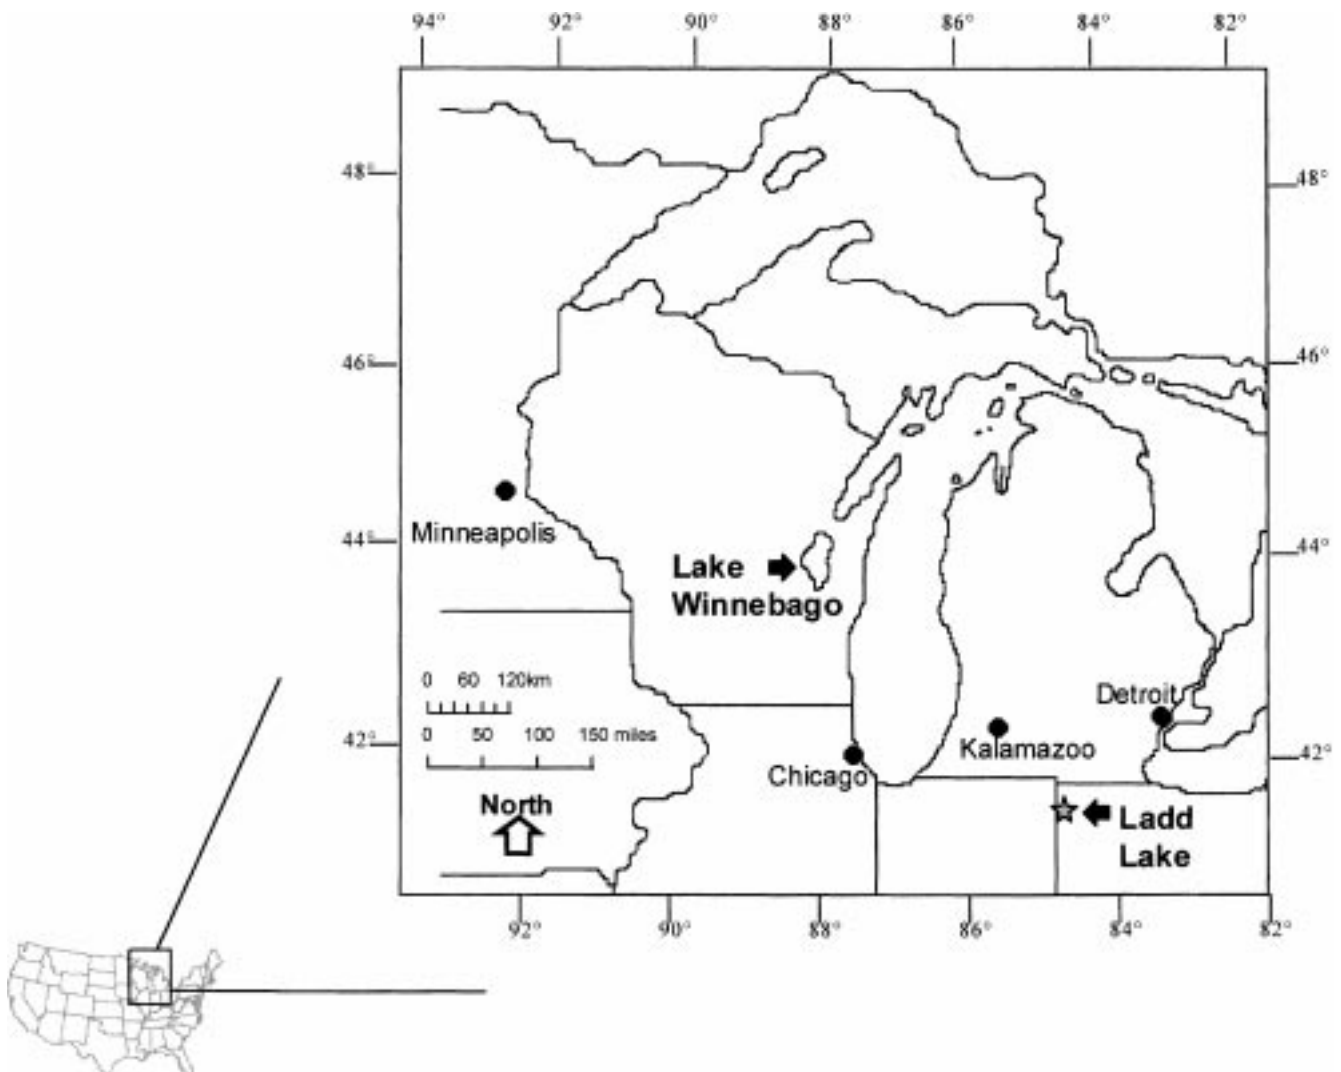 94° 92° 90° 88° 86° 84° 82°
48° 48°
46° 46°
Minneapolis
44° 44°
Lake
Winnebago
0 60 120km
Detroit
0 50 100 150 miles
42° Kalamazoo 42°
Chicago
North
Ladd
Lake
92° 90° 88° 86° 84° 82°